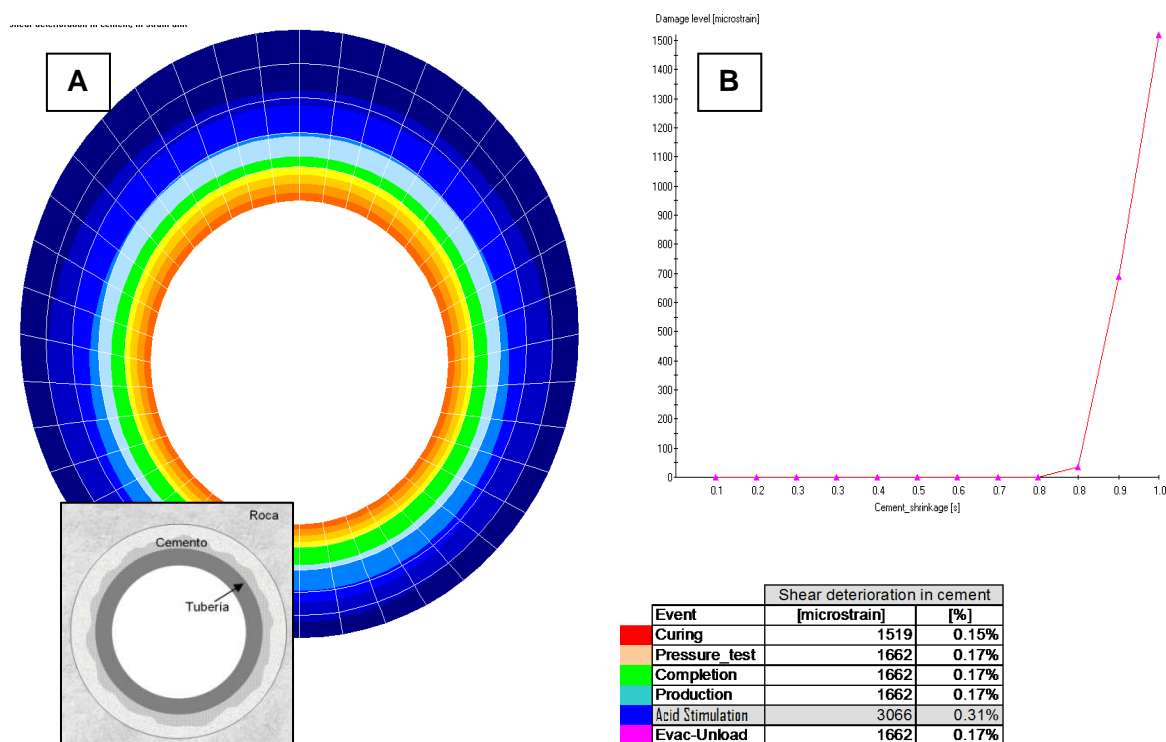 A
Roca
Cemento
Tubería
Damage level [microstrain]
B
1500
1400
1300
1200
1100
1000
900
800
700
600
500
400
300
200
100
0
0.1 0.2 0.3 0.3 0.4 0.5 0.6 0.7 0.8 0.8 0.9 1.0
Cement_shrinkage [s]
Shear deterioration in cement
Event [microstrain] [%]
Curing 1519 0.15%
Pressure_test 1662 0.17%
Completion 1662 0.17%
Production 1662 0.17%
Acid Stimulation 3066 0.31%
Evac-Unload 1662 0.17%